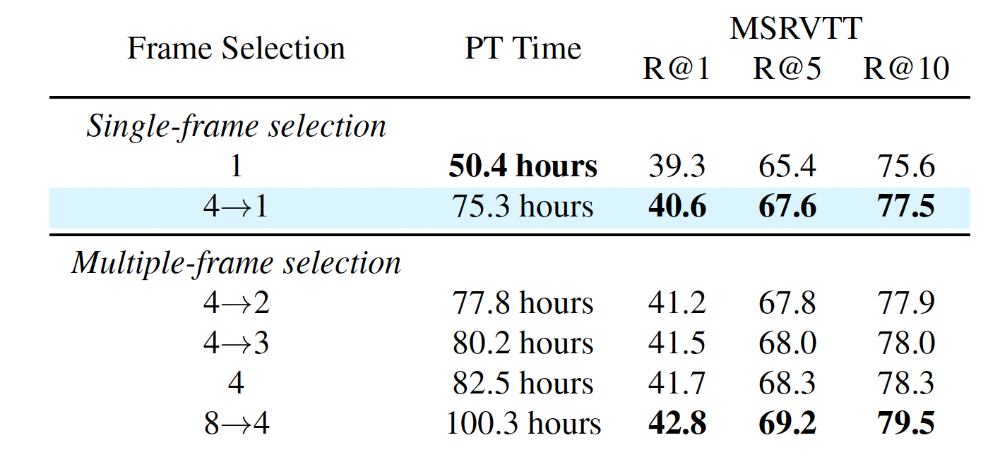 Frame Selection PT Time MSRVTT
R@1 R@5 R@10
Single-frame selection
1 50.4 hours 39.3 65.4 75.6
4→1 75.3 hours 40.6 67.6 77.5
Multiple-frame selection
4→2 77.8 hours 41.2 67.8 77.9
4→3 80.2 hours 41.5 68.0 78.0
4 82.5 hours 41.7 68.3 78.3
8→4 100.3 hours 42.8 69.2 79.5